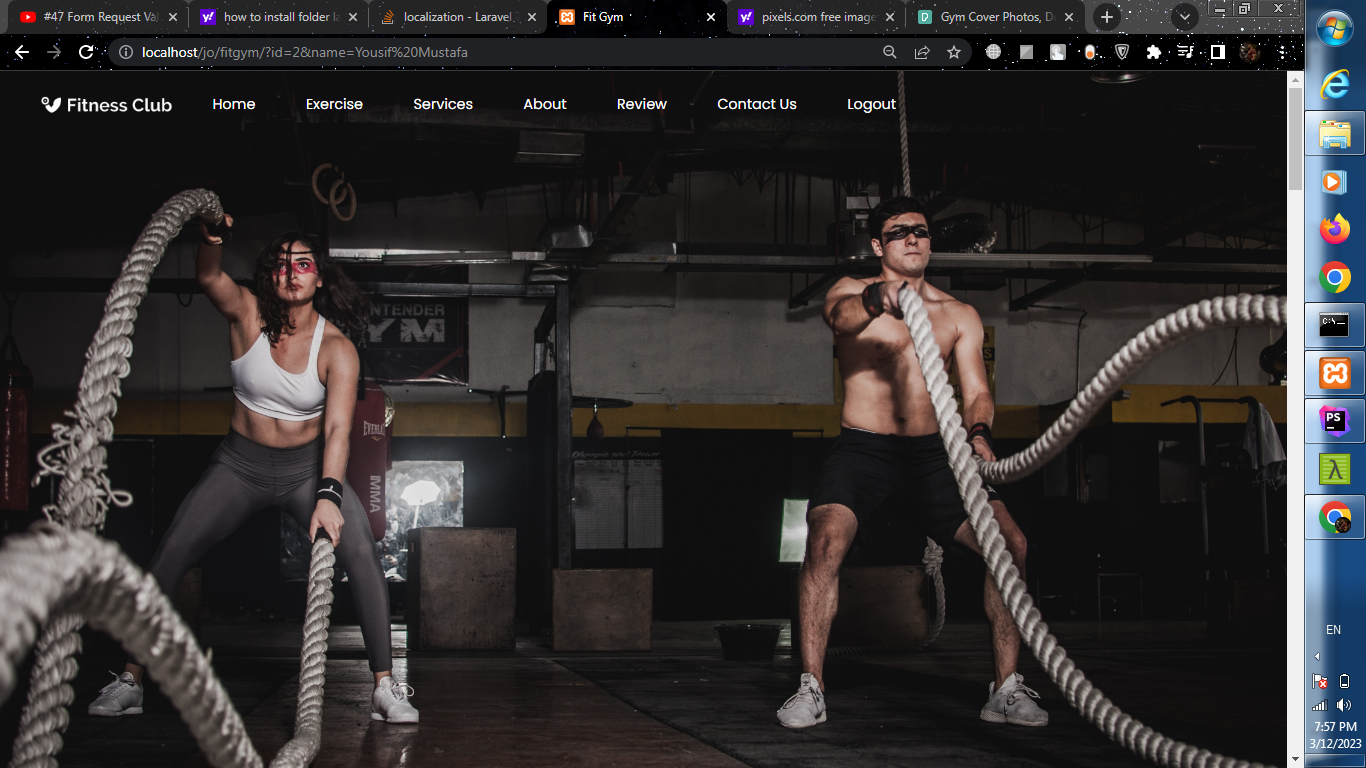 #47 Form Request Va
how to install folder la
localization - Laravel
Fit Gym
pixels.com free image
Gym Cover Photos, D
localhost/jo/fitgym/?id=2&name=Yousif%20Mustafa
Fitness Club
Home
Exercise
Services
About
Review
Contact Us
Logout
NTENDER
GYM
EVERLAST
MMA
C:\.
PS
EN
7:57 PM
3/12/2023